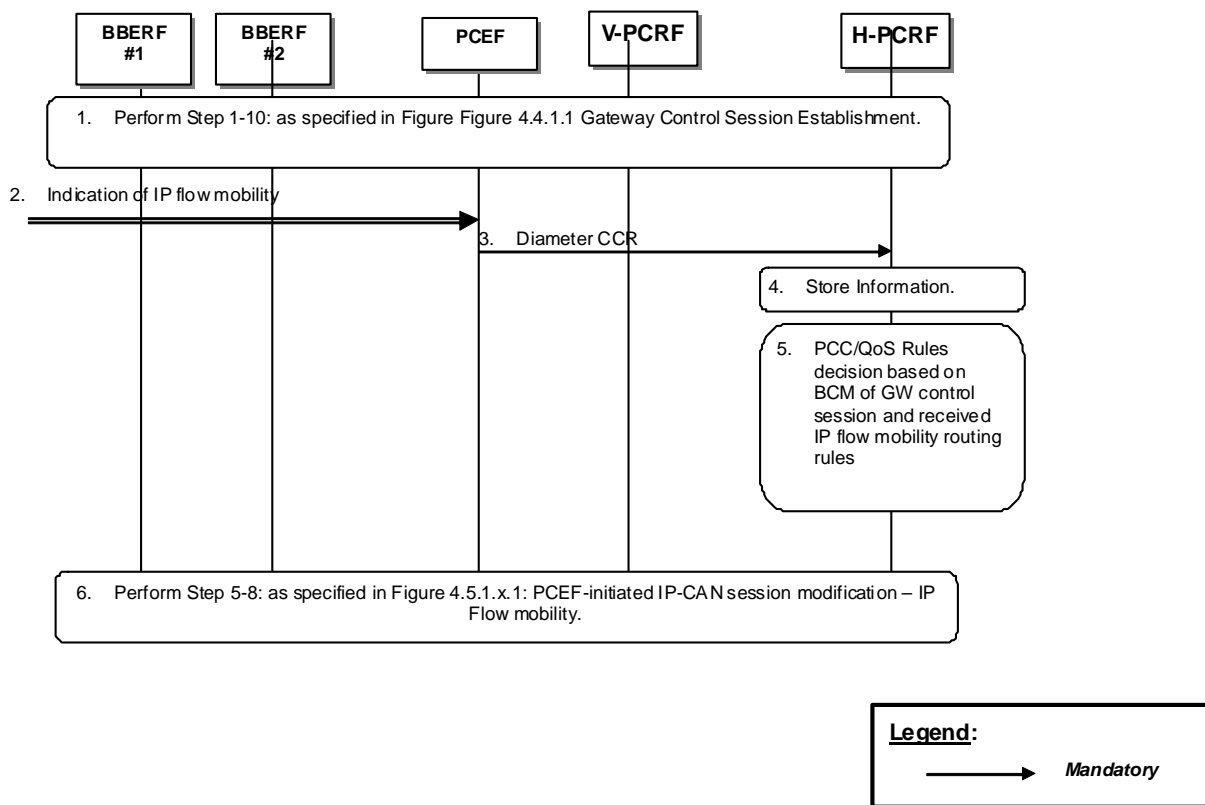 BBERF
#1
BBERF
#2
PCEF
V-PCRF
H-PCRF
1. Perform Step 1-10: as specified in Figure Figure 4.4.1.1 Gateway Control Session Establishment.
2. Indication of IP flow mobility
3. Diameter CCR
4. Store Information.
5. PCC/QoS Rules
decision based on
BCM of GW control
session and received
IP flow mobility routing
rules
6. Perform Step 5-8: as specified in Figure 4.5.1.x.1: PCEF-initiated IP-CAN session modification – IP
Flow mobility.
Legend:
Mandatory